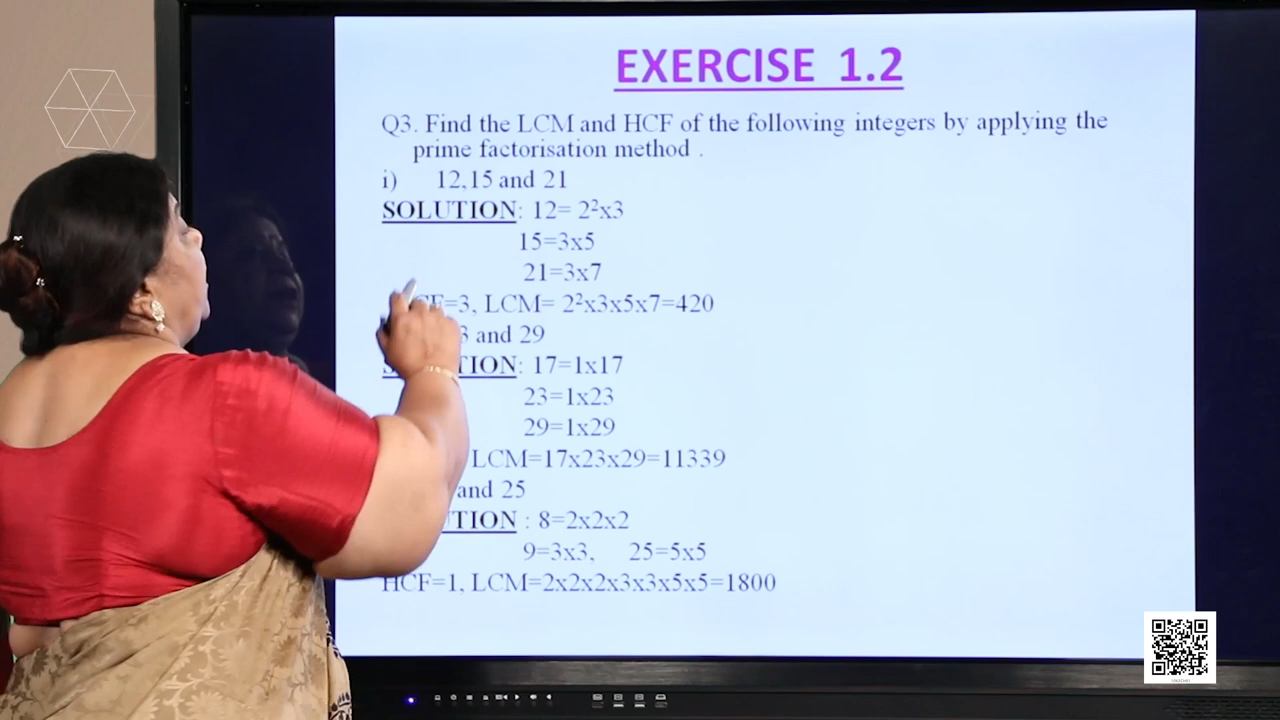 EXERCISE 1.2
Q3. Find the LCM and HCF of the following integers by applying the
prime factorisation method .
i) 12,15 and 21
SOLUTION: 12= 2²x3
15=3x5
21=3x7
=3, LCM= 2²x3x5x7=420
and 29
: 17=1x17
23=1x23
29=1x29
LCM=17x23x29=11339
and 25
: 8=2x2x2
9=3x3, 25=5x5
HCF=1, LCM=2x2x2x3x3x5x5=1800